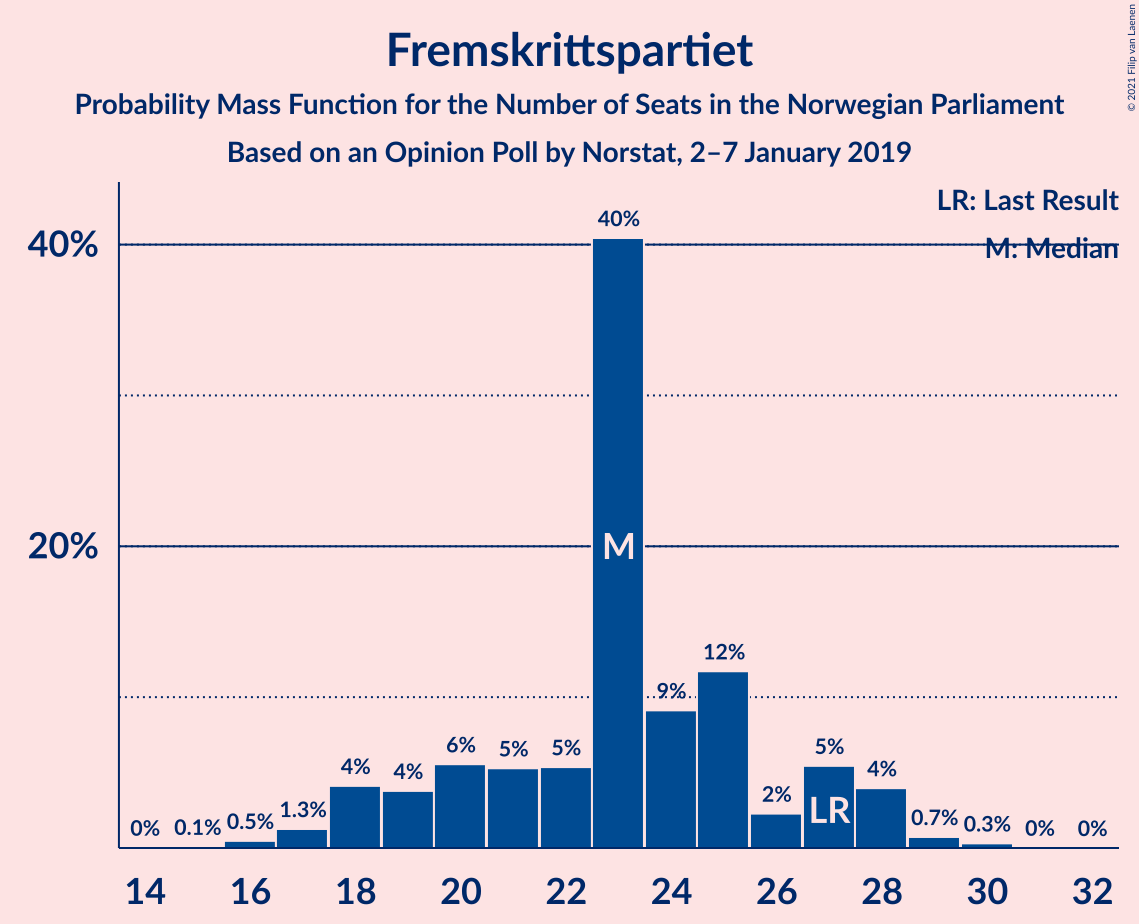 Fremskrittspartiet
Probability Mass Function for the Number of Seats in the Norwegian Parliament
Based on an Opinion Poll by Norstat, 2–7 January 2019
© 2021 Filip van Laenen
LR: Last Result
M: Median
40%
20%
0%
0.1%
0.5%
1.3%
4%
4%
6%
5%
5%
40%
9%
12%
2%
5%
4%
0.7%
0.3%
0%
0%
M
LR
14 16 18 20 22 24 26 28 30 32